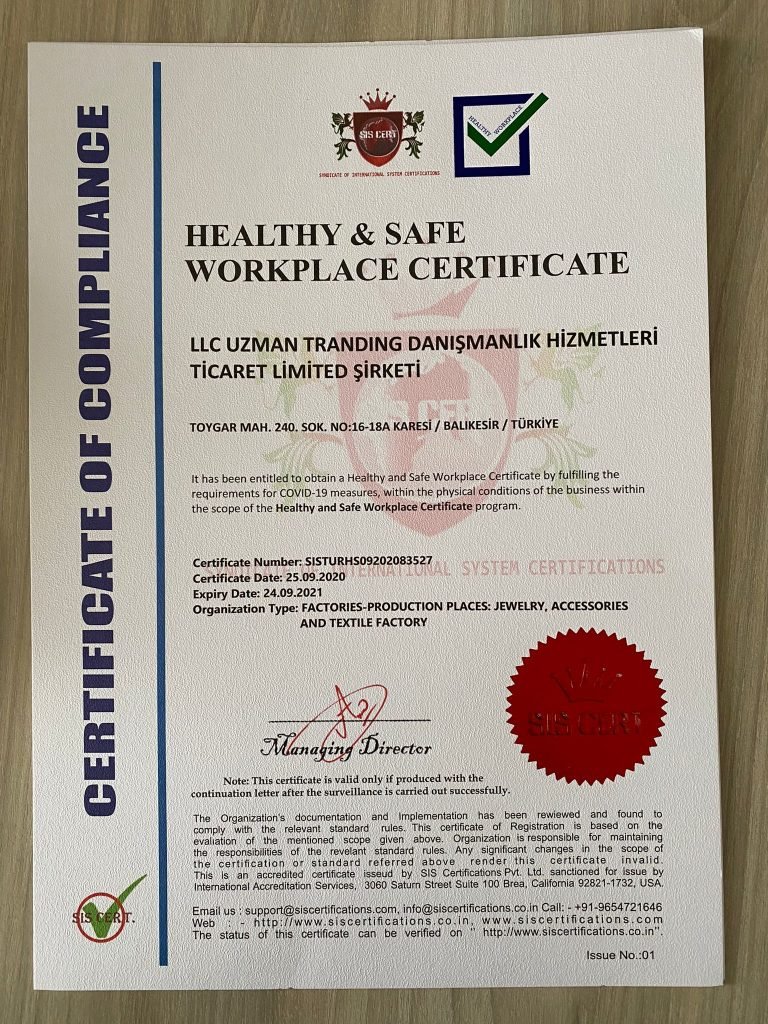 CERTIFICATE OF COMPLIANCE
SIS CERT
SYNDICATE OF INTERNATIONAL SYSTEM CERTIFICATIONS
HEALTHY WORKPLACE
HEALTHY & SAFE
WORKPLACE CERTIFICATE
LLC UZMAN TRANDING DANIŞMANLIK HİZMETLERİ
TİCARET LİMİTED ŞİRKETİ
SIS CERT
TOYGAR MAH. 240. SOK. NO:16-18A KARESİ / BALIKESİR / TÜRKİYE
It has been entitled to obtain a Healthy and Safe Workplace Certificate by fulfilling the
requirements for COVID-19 measures, within the physical conditions of the business within
the scope of the Healthy and Safe Workplace Certificate program.
Certificate Number: SISTURHS09202083527
SYNDICATE OF INTERNATIONAL SYSTEM CERTIFICATIONS
Certificate Date: 25.09.2020
Expiry Date: 24.09.2021
Organization Type: FACTORIES-PRODUCTION PLACES: JEWELRY, ACCESSORIES
AND TEXTILE FACTORY
SIS CERT
Managing Director
Note: This certificate is valid only if produced with the
continuation letter after the surveillance is carried out successfully.
The Organization's documentation and Implementation has been rewiewed and found to
comply with the relevant standard rules. This certificate of Registration is based on the
evaliation of the mentioned scope given above. Organization is responsible for maintaining
the responsibilities of the revelant standard rules. Any significant changes in the scope of
the certification or standard referred above render this certificate invalid.
This is an accredited certificate isseud by SIS Certifications Pvt. Ltd. sanctioned for Issue by
International Accreditation Services, 3060 Saturn Street Suite 100 Brea, California 92821-1732, USA.
SIS CERT.
Email us : support@siscertifications.com, info@siscertifications.co.in Call: - +91-9654721646
Web : - http://www.siscertifications.co.in, www.siscertifications.com
The status of this certificate can be verified on " http://www.siscertifications.co.in".
Issue No.:01